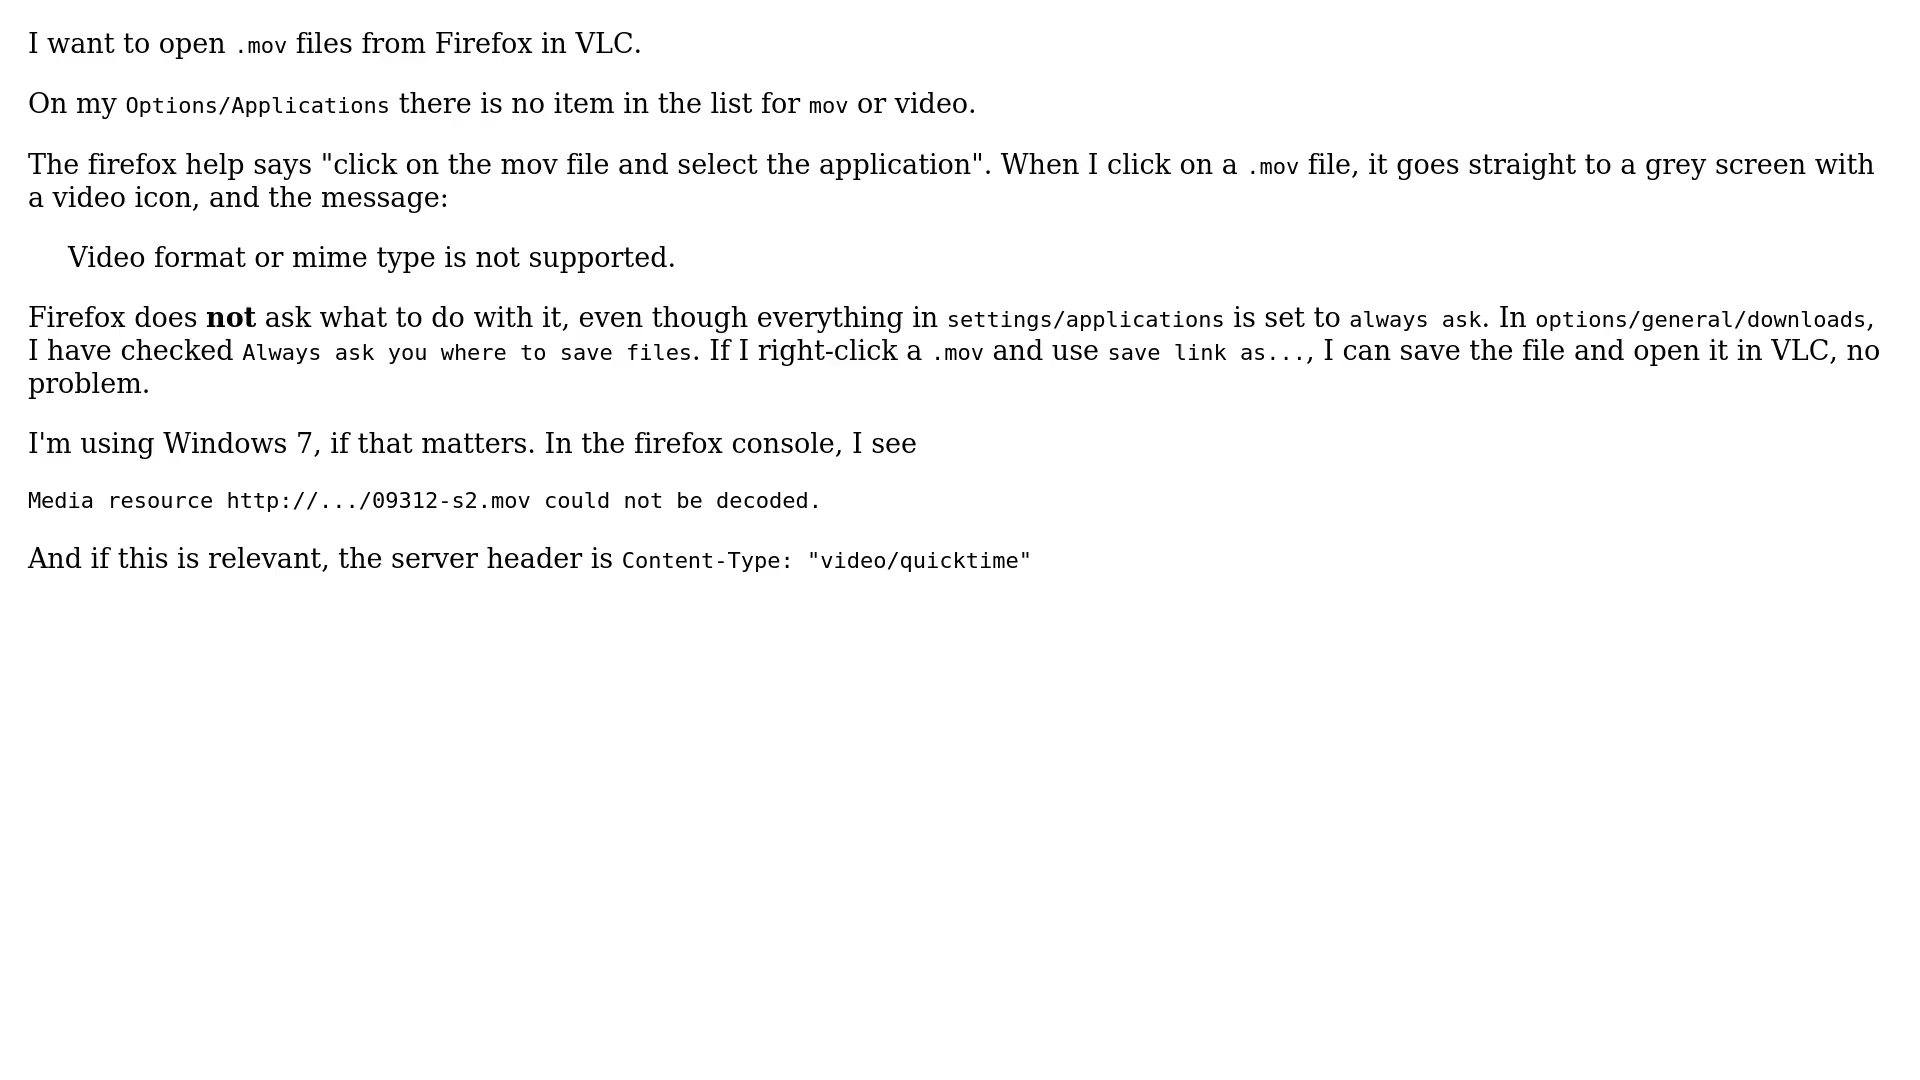 I want to open .mov files from Firefox in VLC.
On my Options/Applications there is no item in the list for mov or video.
The firefox help says "click on the mov file and select the application". When I click on a .mov file, it goes straight to a grey screen with
a video icon, and the message:
Video format or mime type is not supported.
Firefox does not ask what to do with it, even though everything in settings/applications is set to always ask. In options/general/downloads,
I have checked Always ask you where to save files. If I right-click a .mov and use save link as..., I can save the file and open it in VLC, no
problem.
I'm using Windows 7, if that matters. In the firefox console, I see
Media resource http://.../09312-s2.mov could not be decoded.
And if this is relevant, the server header is Content-Type: "video/quicktime"